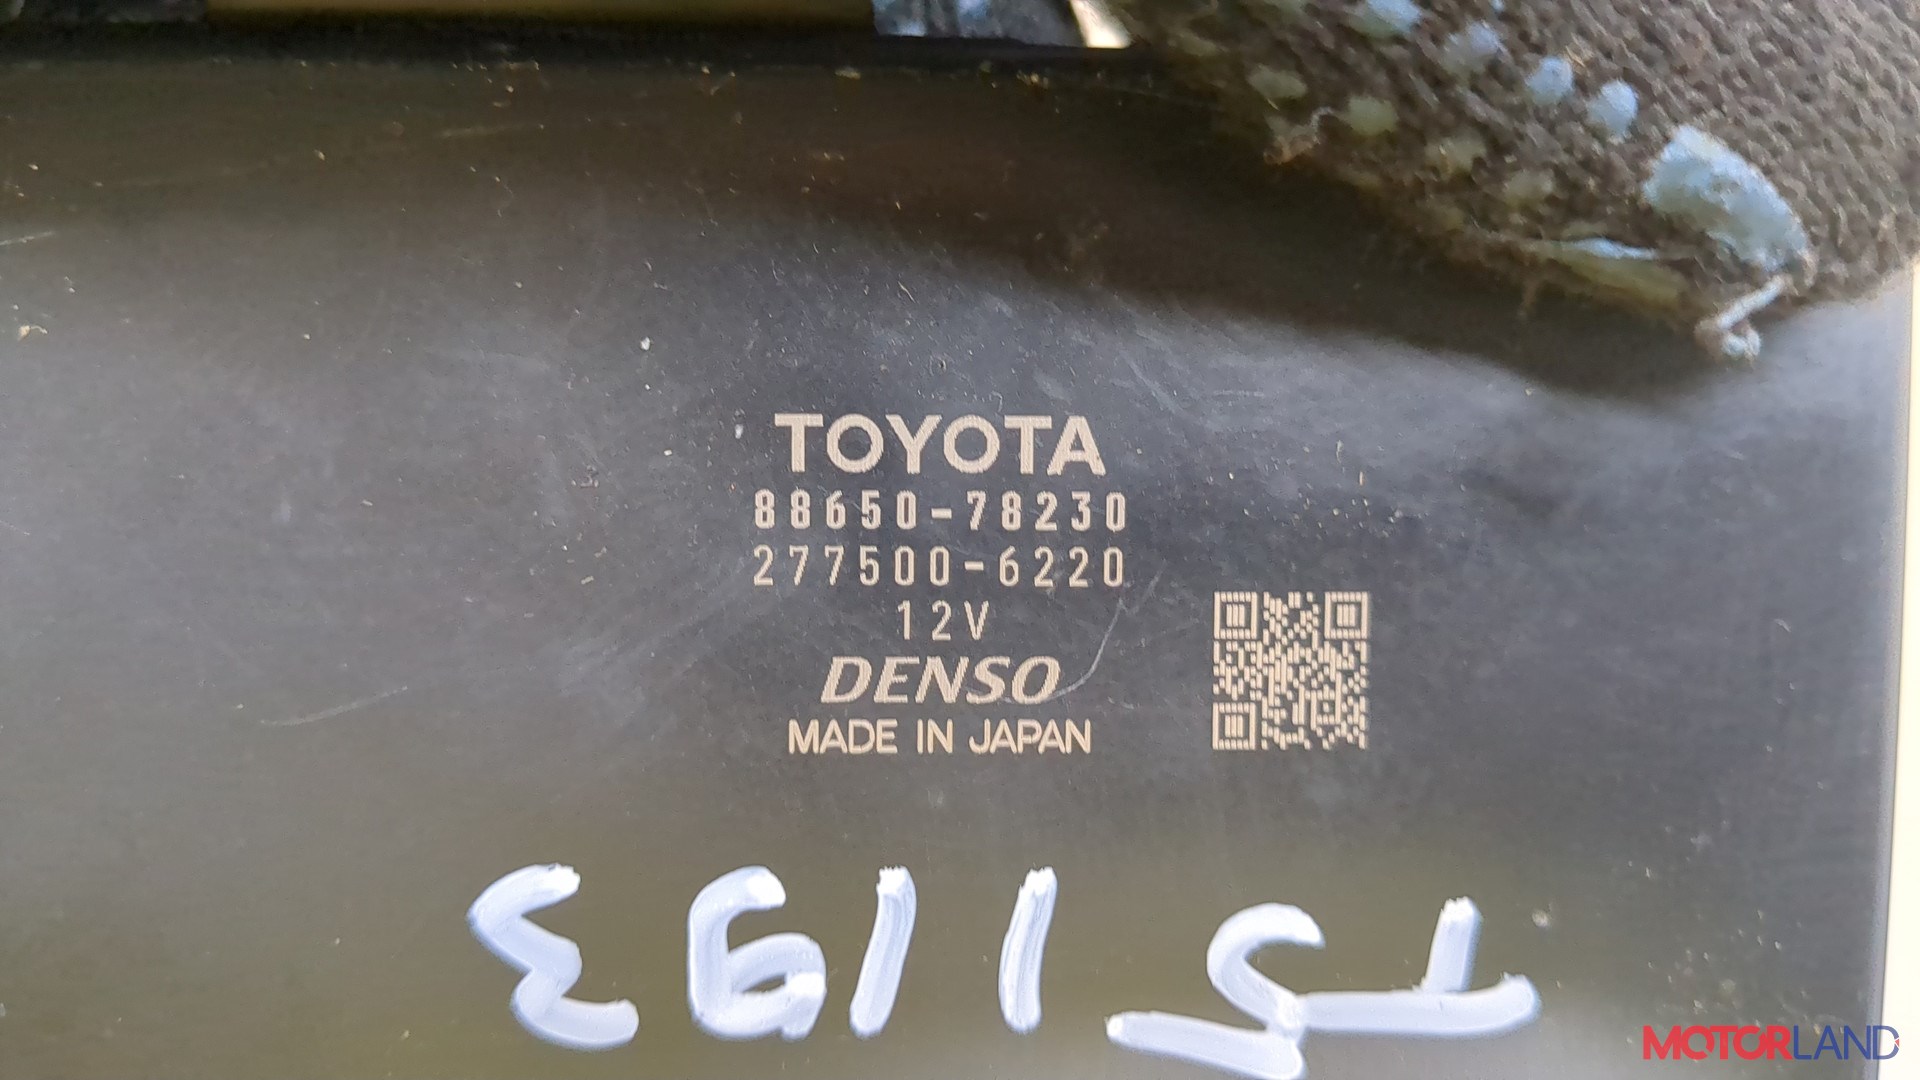 TOYOTA
88650-78230
277500-6220
12V
DENSO
MADE IN JAPAN
MOTORLAND